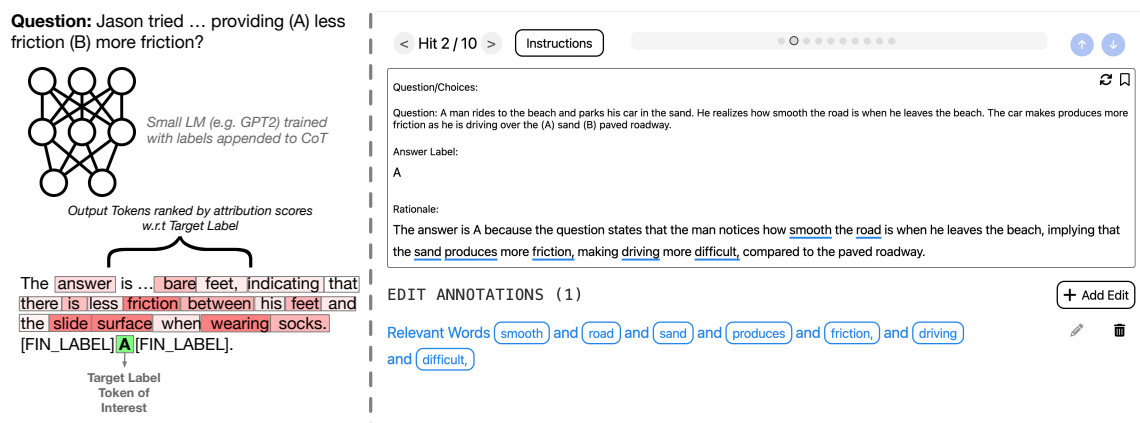 Question: Jason tried … providing (A) less
friction (B) more friction?
Small LM (e.g. GPT2) trained
with labels appended to CoT
Output Tokens ranked by attribution scores
w.r.t Target Label
The answer is … bare feet, indicating that
there is less friction between his feet and
the slide surface when wearing socks.
[FIN_LABEL] A [FIN_LABEL].
Target Label
Token of
Interest
< Hit 2 / 10 > Instructions
Question/Choices:
Question: A man rides to the beach and parks his car in the sand. He realizes how smooth the road is when he leaves the beach. The car makes produces more
friction as he is driving over the (A) sand (B) paved roadway.
Answer Label:
A
Rationale:
The answer is A because the question states that the man notices how smooth the road is when he leaves the beach, implying that
the sand produces more friction, making driving more difficult, compared to the paved roadway.
EDIT ANNOTATIONS (1)
+ Add Edit
Relevant Words smooth and road and sand and produces and friction, and driving
and difficult,